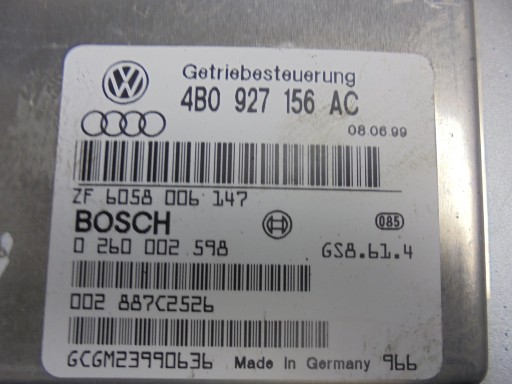 Getriebesteuerung
4B0 927 156 AC
08.06.99
ZF 6058 006 147
BOSCH 085
0 260 002 598 GS8.61.4
002 887C2526
GCGM23990636 Made in Germany 966